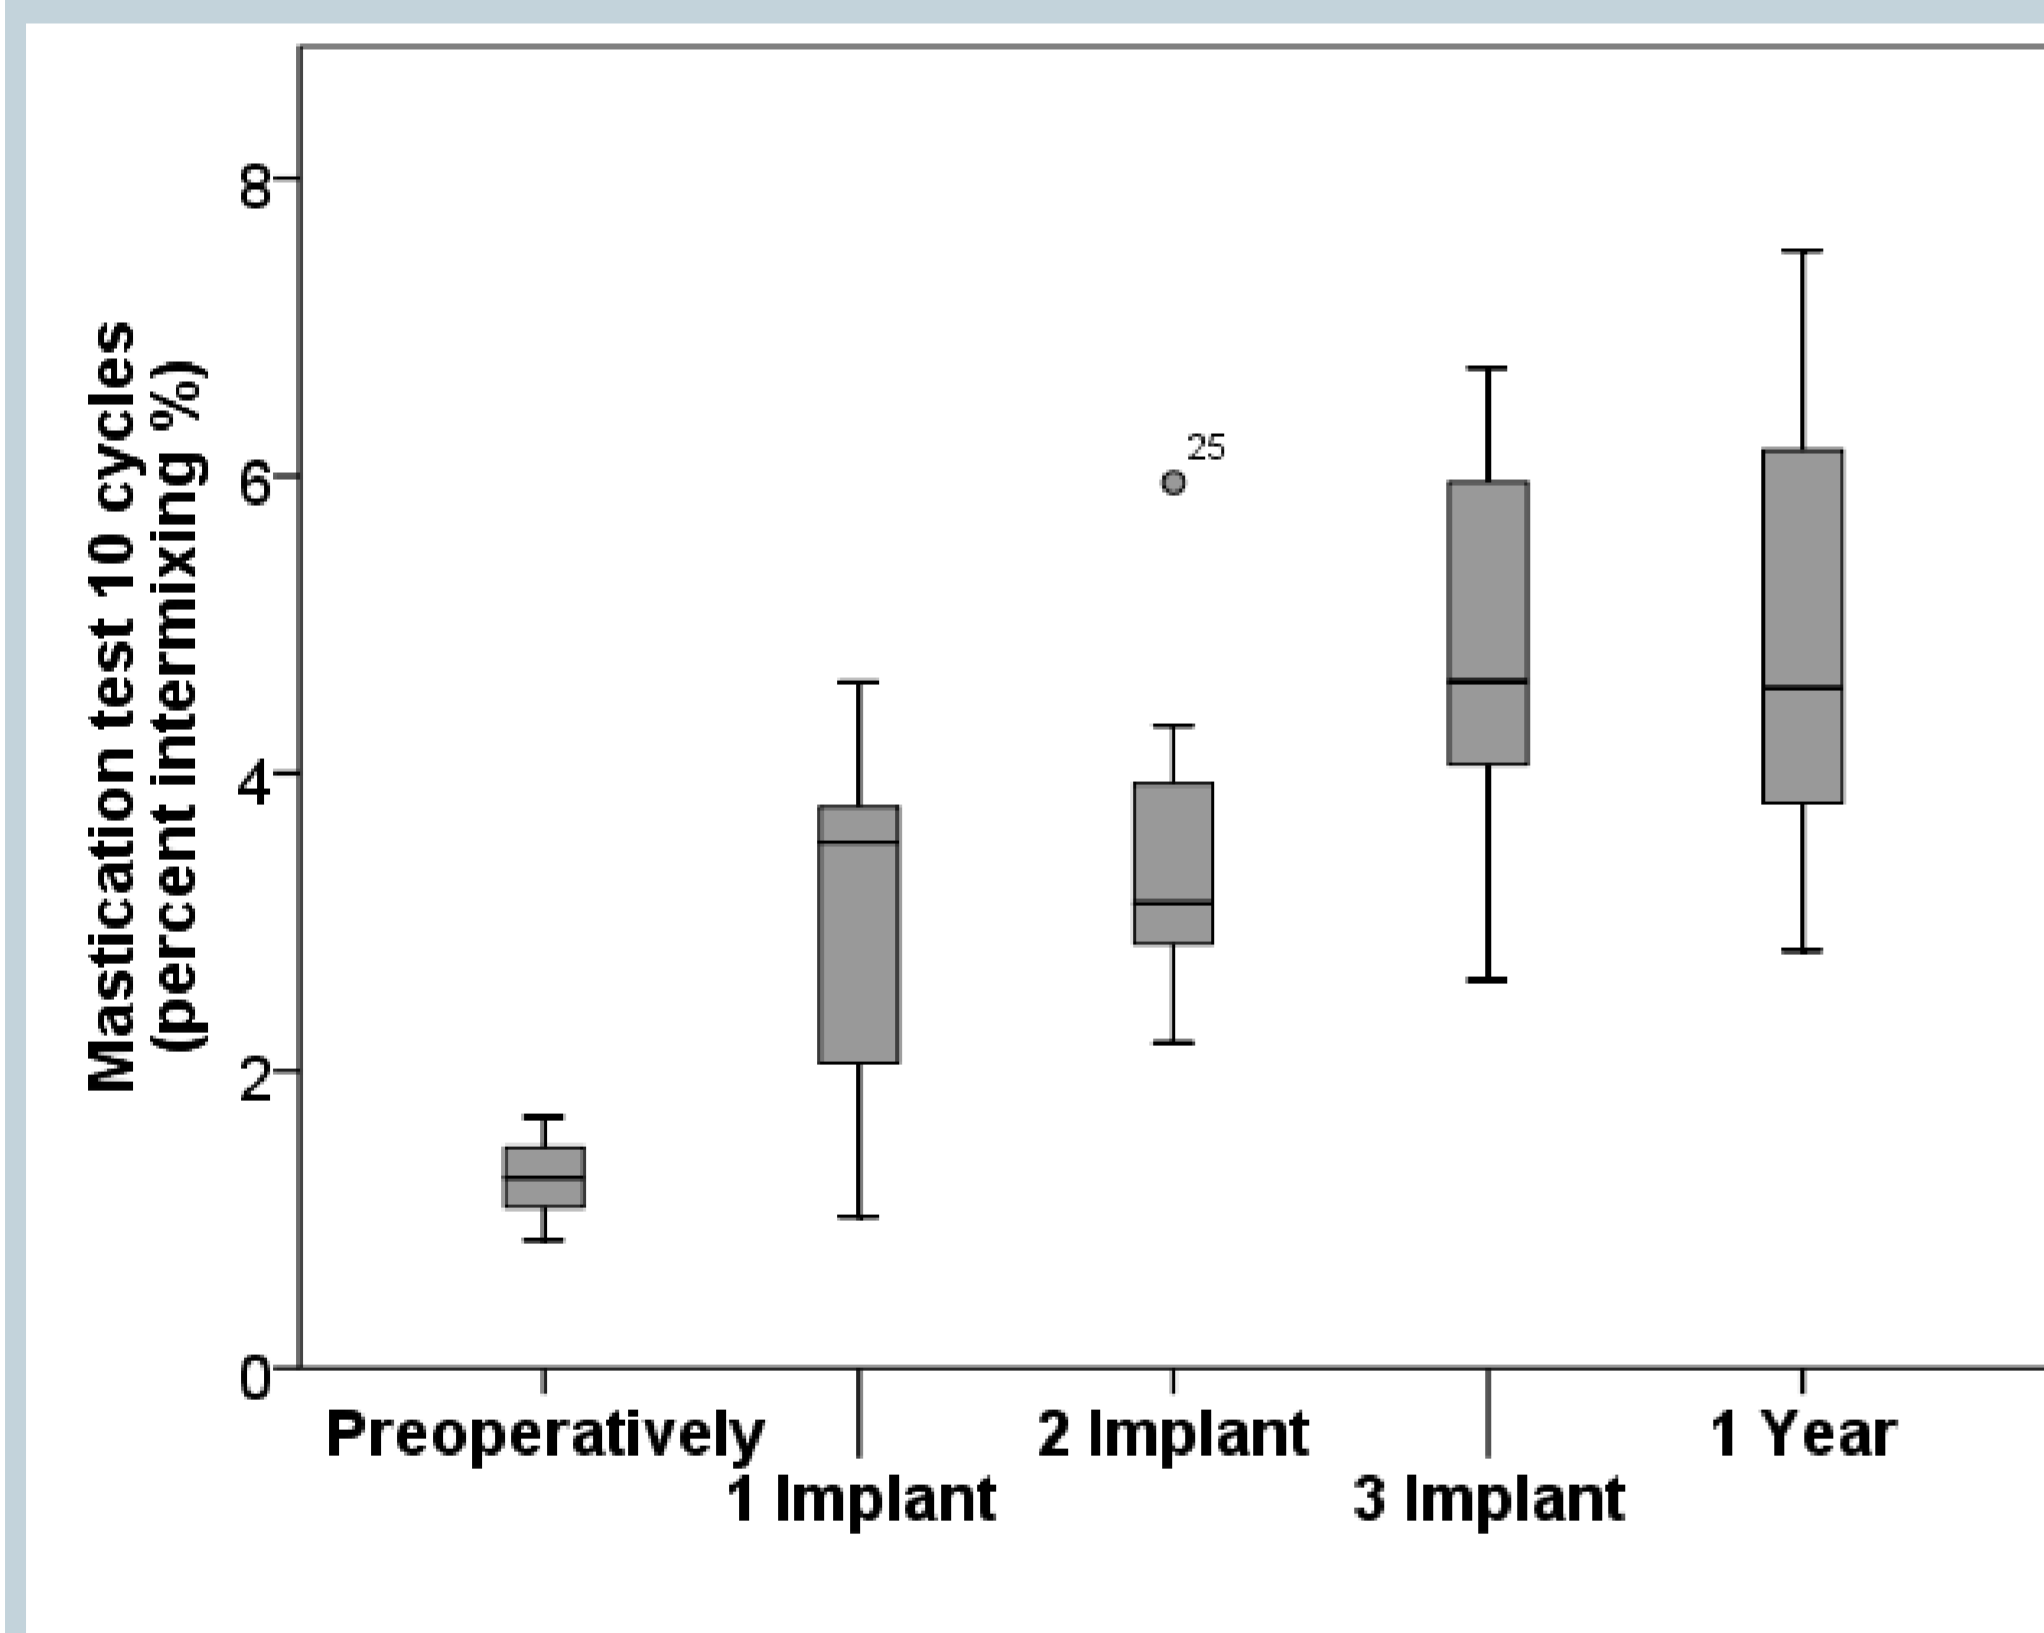 Mastication test 10 cycles
(percent intermixing %)
8
6
4
2
0
25
Preoperatively
1 Implant
2 Implant
3 Implant
1 Year